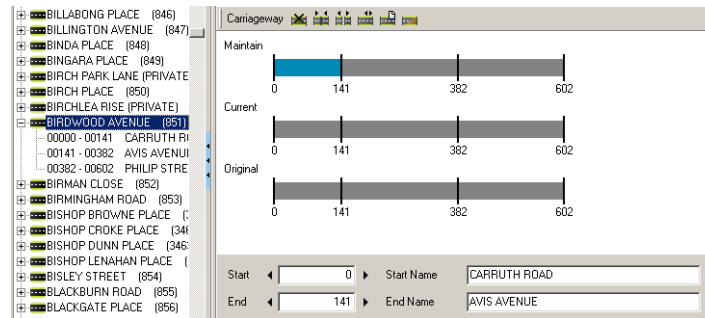 BILLABONG PLACE (846)
BILLINGTON AVENUE (847)
BINDA PLACE (848)
BINGARA PLACE (849)
BIRCH PARK LANE (PRIVATE
BIRCH PLACE (850)
BIRCHLEA RISE (PRIVATE)
BIRDWOOD AVENUE (851)
00000 - 00141 CARRUTH R
00141 - 00382 AVIS AVENU
00382 - 00602 PHILIP STRE
BIRMAN CLOSE (852)
BIRMINGHAM ROAD (853)
BISHOP BROWNE PLACE (
BISHOP CROKE PLACE (346
BISHOP DUNN PLACE (346
BISHOP LENAHAN PLACE (
BISLEY STREET (854)
BLACKBURN ROAD (855)
BLACKGATE PLACE (856)
Carriageway
Maintain
0 141 382 602
Current
0 141 382 602
Original
0 141 382 602
Start 0 Start Name CARRUTH ROAD
End 141 End Name AVIS AVENUE